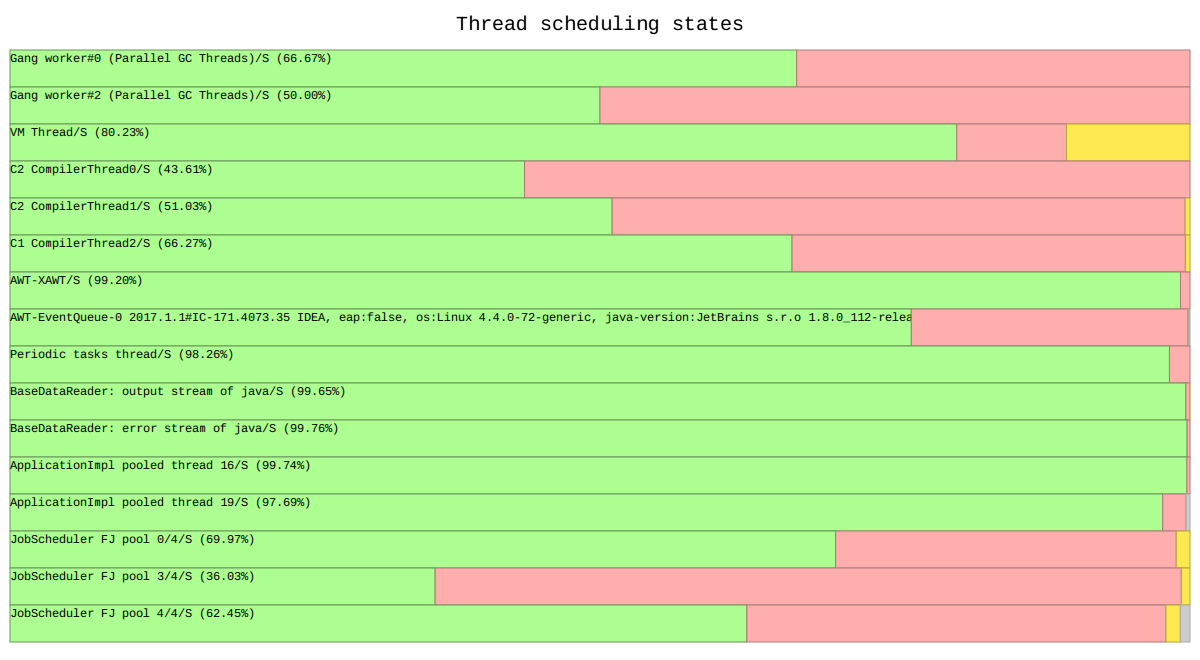 Thread scheduling states
Gang worker#0 (Parallel GC Threads)/S (66.67%)
Gang worker#2 (Parallel GC Threads)/S (50.00%)
VM Thread/S (80.23%)
C2 CompilerThread0/S (43.61%)
C2 CompilerThread1/S (51.03%)
C1 CompilerThread2/S (66.27%)
AWT-XAWT/S (99.20%)
AWT-EventQueue-0 2017.1.1#IC-171.4073.35 IDEA, eap:false, os:Linux 4.4.0-72-generic, java-version:JetBrains s.r.o 1.8.0_112-relea
Periodic tasks thread/S (98.26%)
BaseDataReader: output stream of java/S (99.65%)
BaseDataReader: error stream of java/S (99.76%)
ApplicationImpl pooled thread 16/S (99.74%)
ApplicationImpl pooled thread 19/S (97.69%)
JobScheduler FJ pool 0/4/S (69.97%)
JobScheduler FJ pool 3/4/S (36.03%)
JobScheduler FJ pool 4/4/S (62.45%)